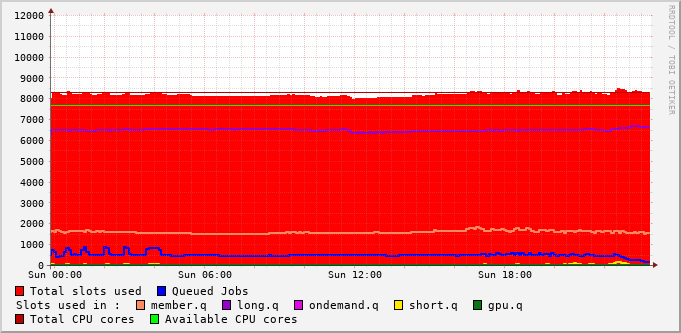 RRDTOOL / TOBI OETIKER
12000
11000
10000
9000
8000
7000
6000
5000
4000
3000
2000
1000
0
Sun 00:00 Sun 06:00 Sun 12:00 Sun 18:00
Total slots used Queued Jobs
Slots used in : member.q long.q ondemand.q short.q gpu.q
Total CPU cores Available CPU cores